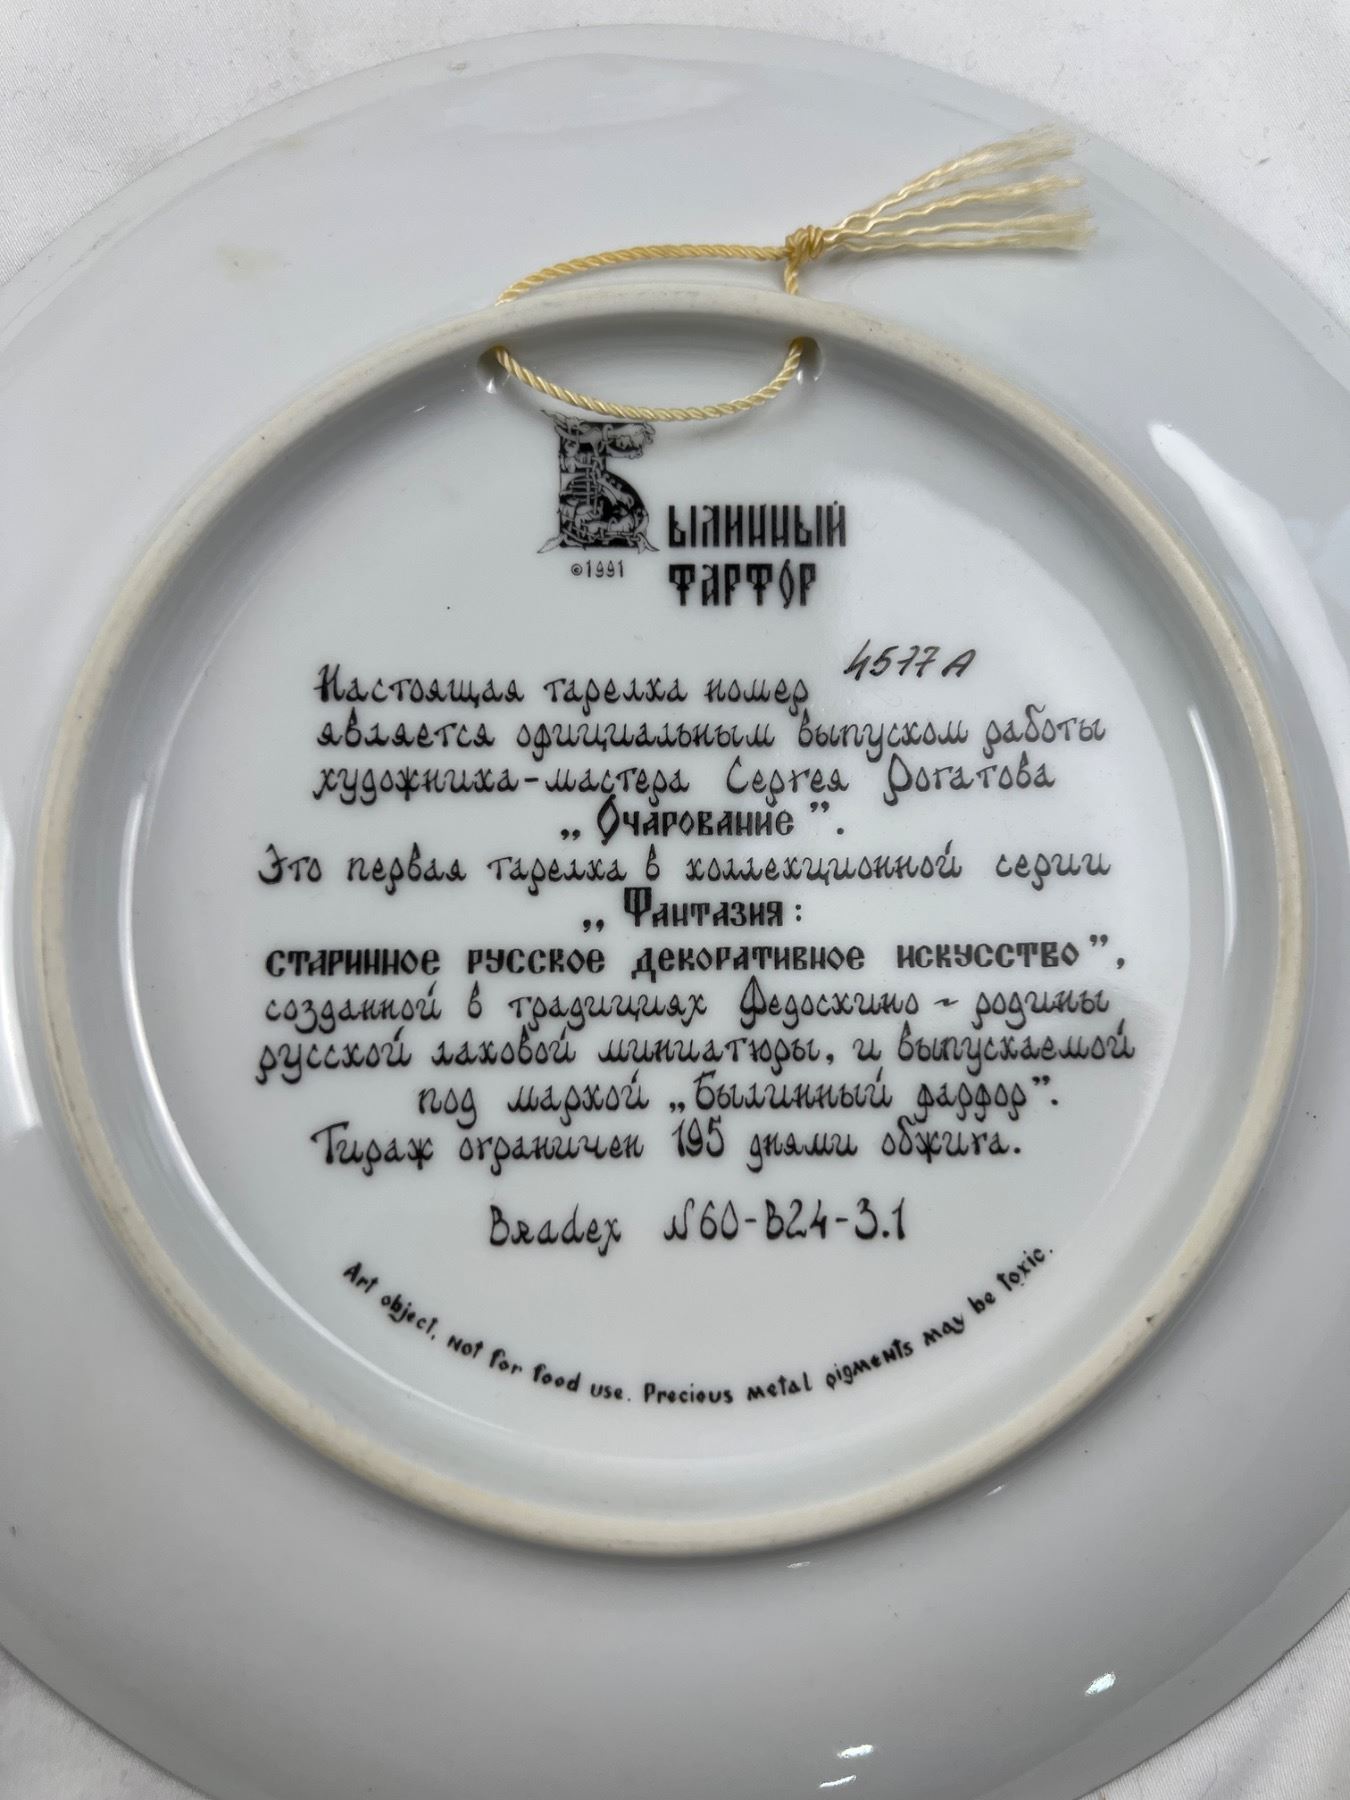 Былинный
©1991
фарфор
Настоящая тарелка номер 4577А
является официальным выпуском работы
художника-мастера Сергея Рогатова
„Очарование”.
Это первая тарелка в коллекционной серии
„Фантазия:
старинное русское декоративное искусство”,
созданной в традициях Федоскино - родины
русской лаковой миниатюры, и выпускаемой
под маркой „Былинный фарфор”.
Тираж ограничен 195 днями обжига.
Bradex N60-B24-3.1
Art object, not for food use. Precious metal pigments may be toxic.